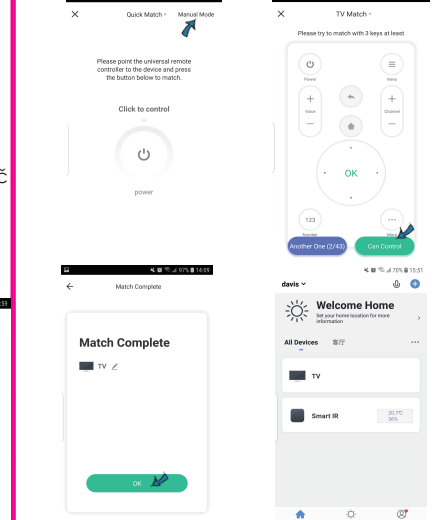 Quick Match
Manual Mode
Please point the universal remote
controller to the device and press
the button below to match.
Click to control
power
TV Match
Please try to match with 3 keys at least
Power
Menu
Voice
Channel
OK
123
Number
More
Another One (2/43)
Can Control
97% 14:09
Match Complete
Match Complete
TV
OK
:59
70% 15:51
davis
Welcome Home
Set your home location for more
information
All Devices 客厅
TV
Smart IR
20.7°C
36%